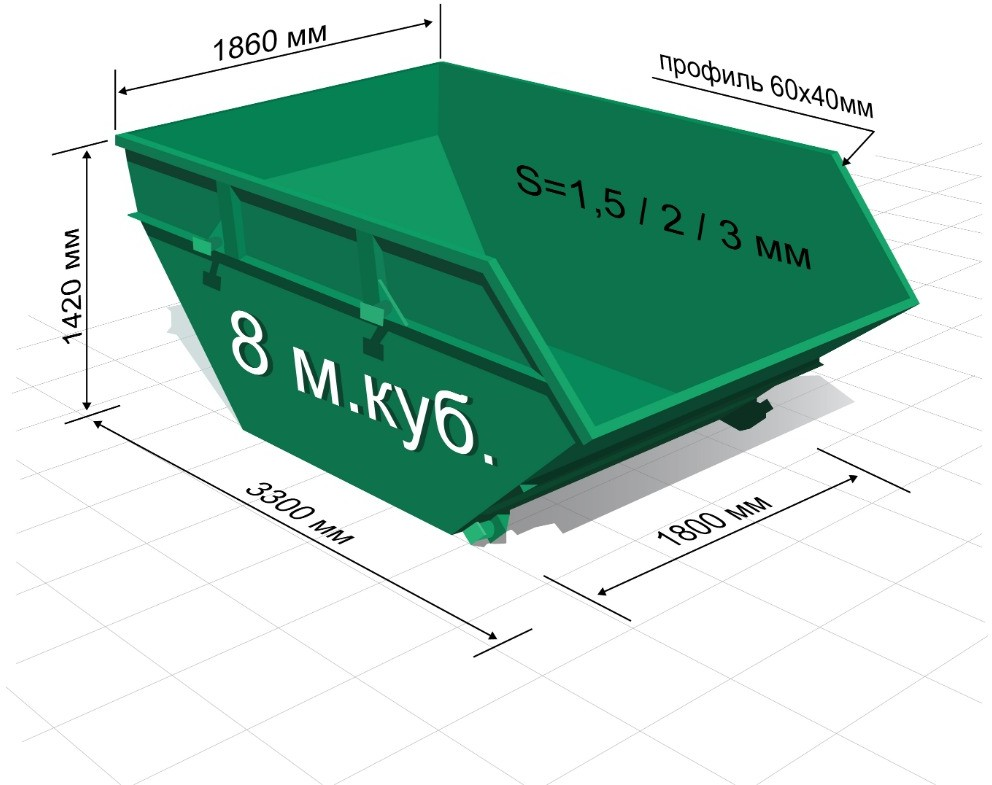 1860 мм
профиль 60х40мм
S=1,5 / 2 / 3 мм
1420 мм
8 м.куб.
3300 мм
1800 мм